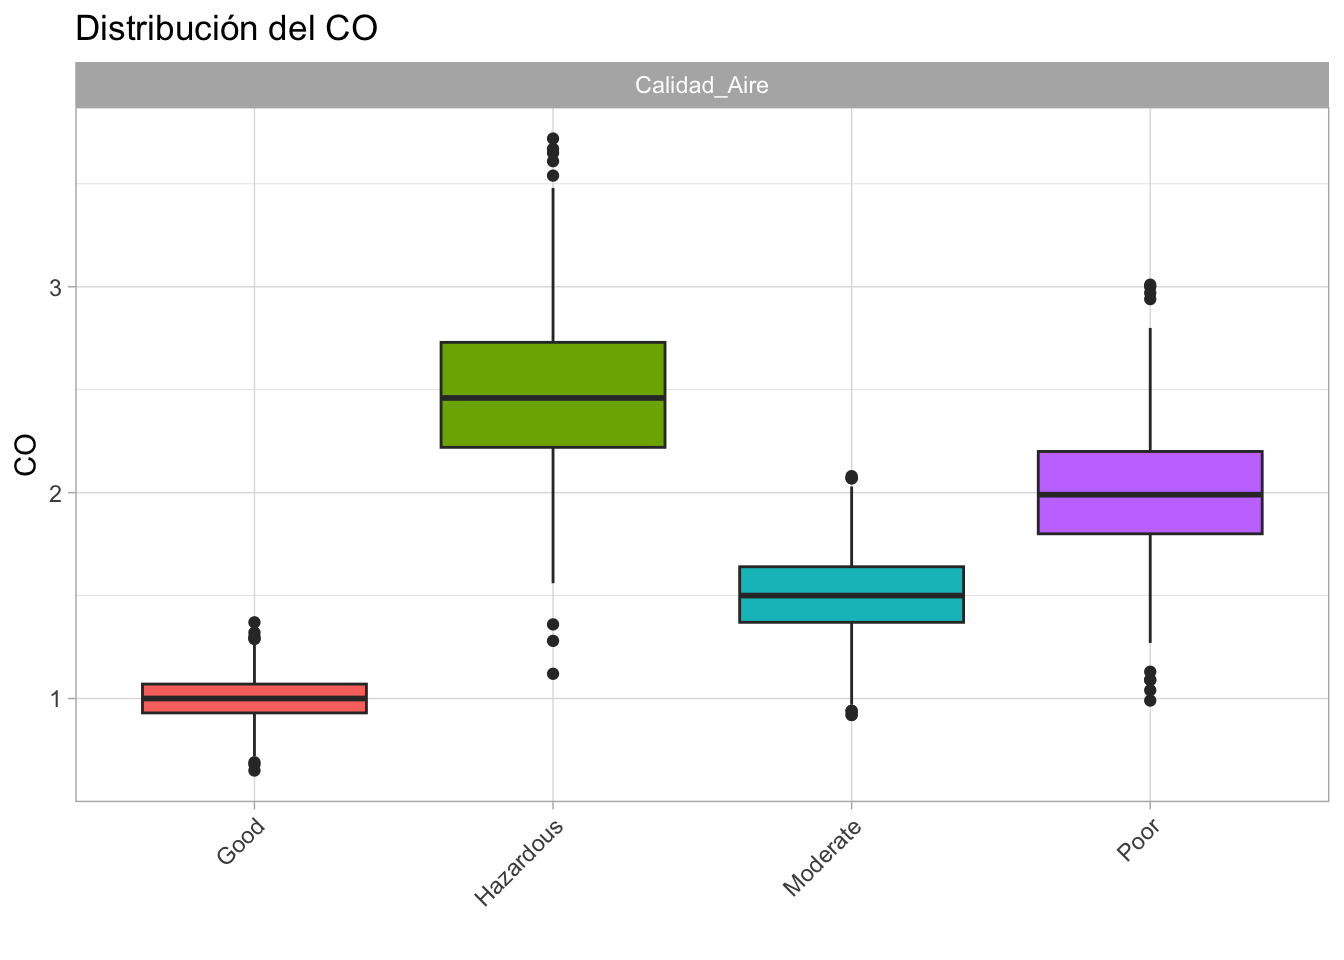 Distribución del CO
Calidad_Aire
3
2
1
CO
Good
Hazardous
Moderate
Poor